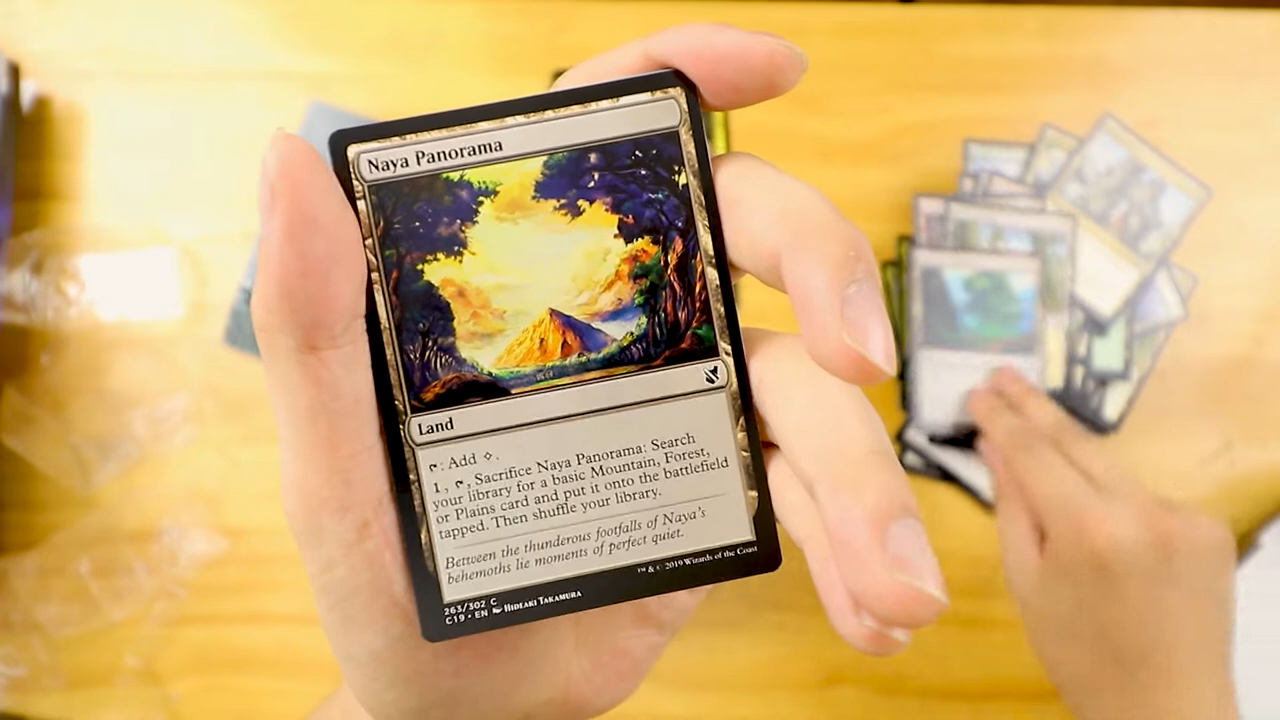 Naya Panorama
Land
: Add .
1, , Sacrifice Naya Panorama: Search
your library for a basic Mountain, Forest,
or Plains card and put it onto the battlefield
tapped. Then shuffle your library.
Between the thunderous footfalls of Naya's
behemoths lie moments of perfect quiet.
263/302 C
C19 • EN HIDEAKI TAKAMURA
™ & © 2019 Wizards of the Coast